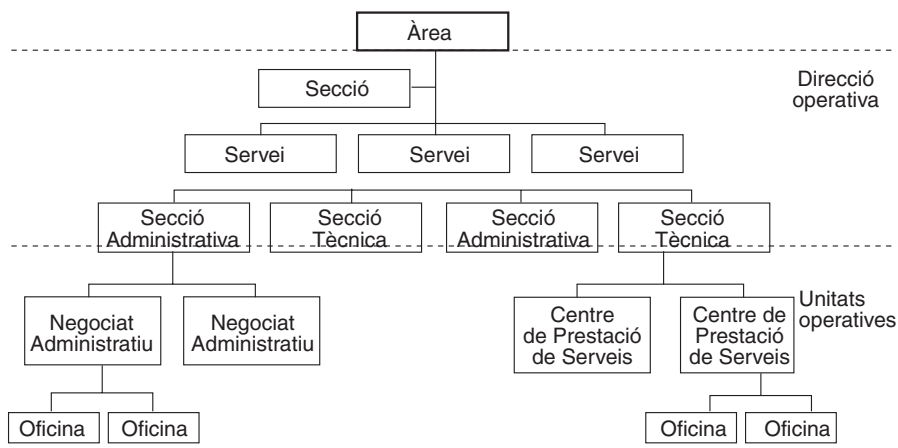 Àrea
Secció
Direcció
operativa
Servei
Servei
Servei
Secció
Administrativa
Secció
Tècnica
Secció
Administrativa
Secció
Tècnica
Negociat
Administratiu
Negociat
Administratiu
Centre
de Prestació
de Serveis
Centre de
Prestació
de Serveis
Unitats
operatives
Oficina
Oficina
Oficina
Oficina